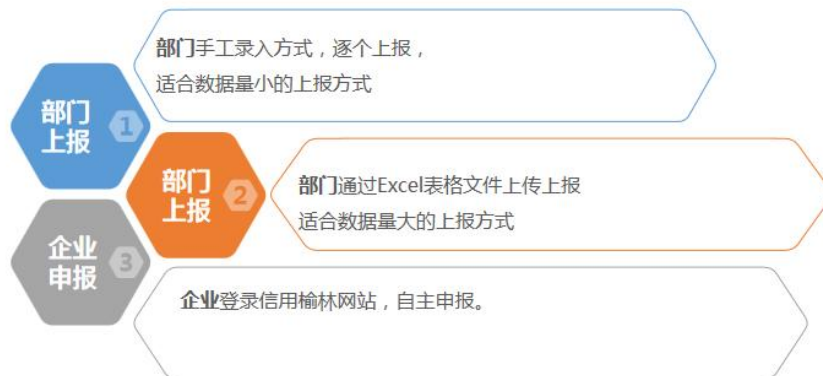 部门手工录入方式，逐个上报，
适合数据量小的上报方式
部门
上报
1
部门
上报
2
部门通过Excel表格文件上传上报
适合数据量大的上报方式
企业
申报
3
企业登录信用榆林网站，自主申报。